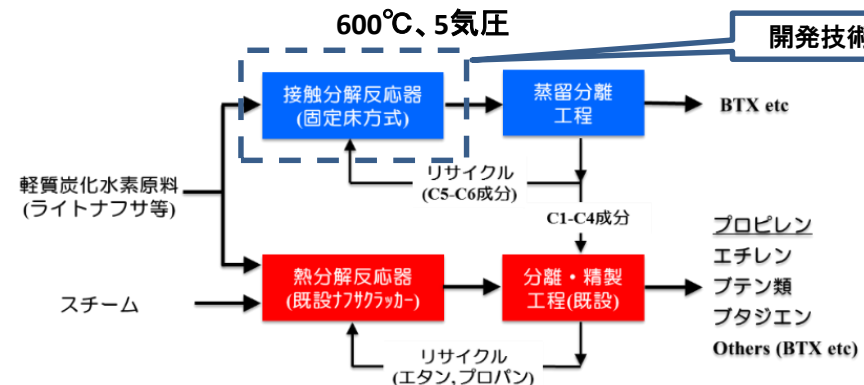 600℃、5気圧
開発技術
接触分解反応器
(固定床方式)
蒸留分離
工程
BTX etc
リサイクル
(C5-C6成分)
軽質炭化水素原料
(ライトナフサ等)
C1-C4成分
プロピレン
エチレン
ブテン類
ブタジエン
Others (BTX etc)
熱分解反応器
(既設ナフサクラッカー)
分離・精製
工程(既設)
スチーム
リサイクル
(エタン,プロパン)